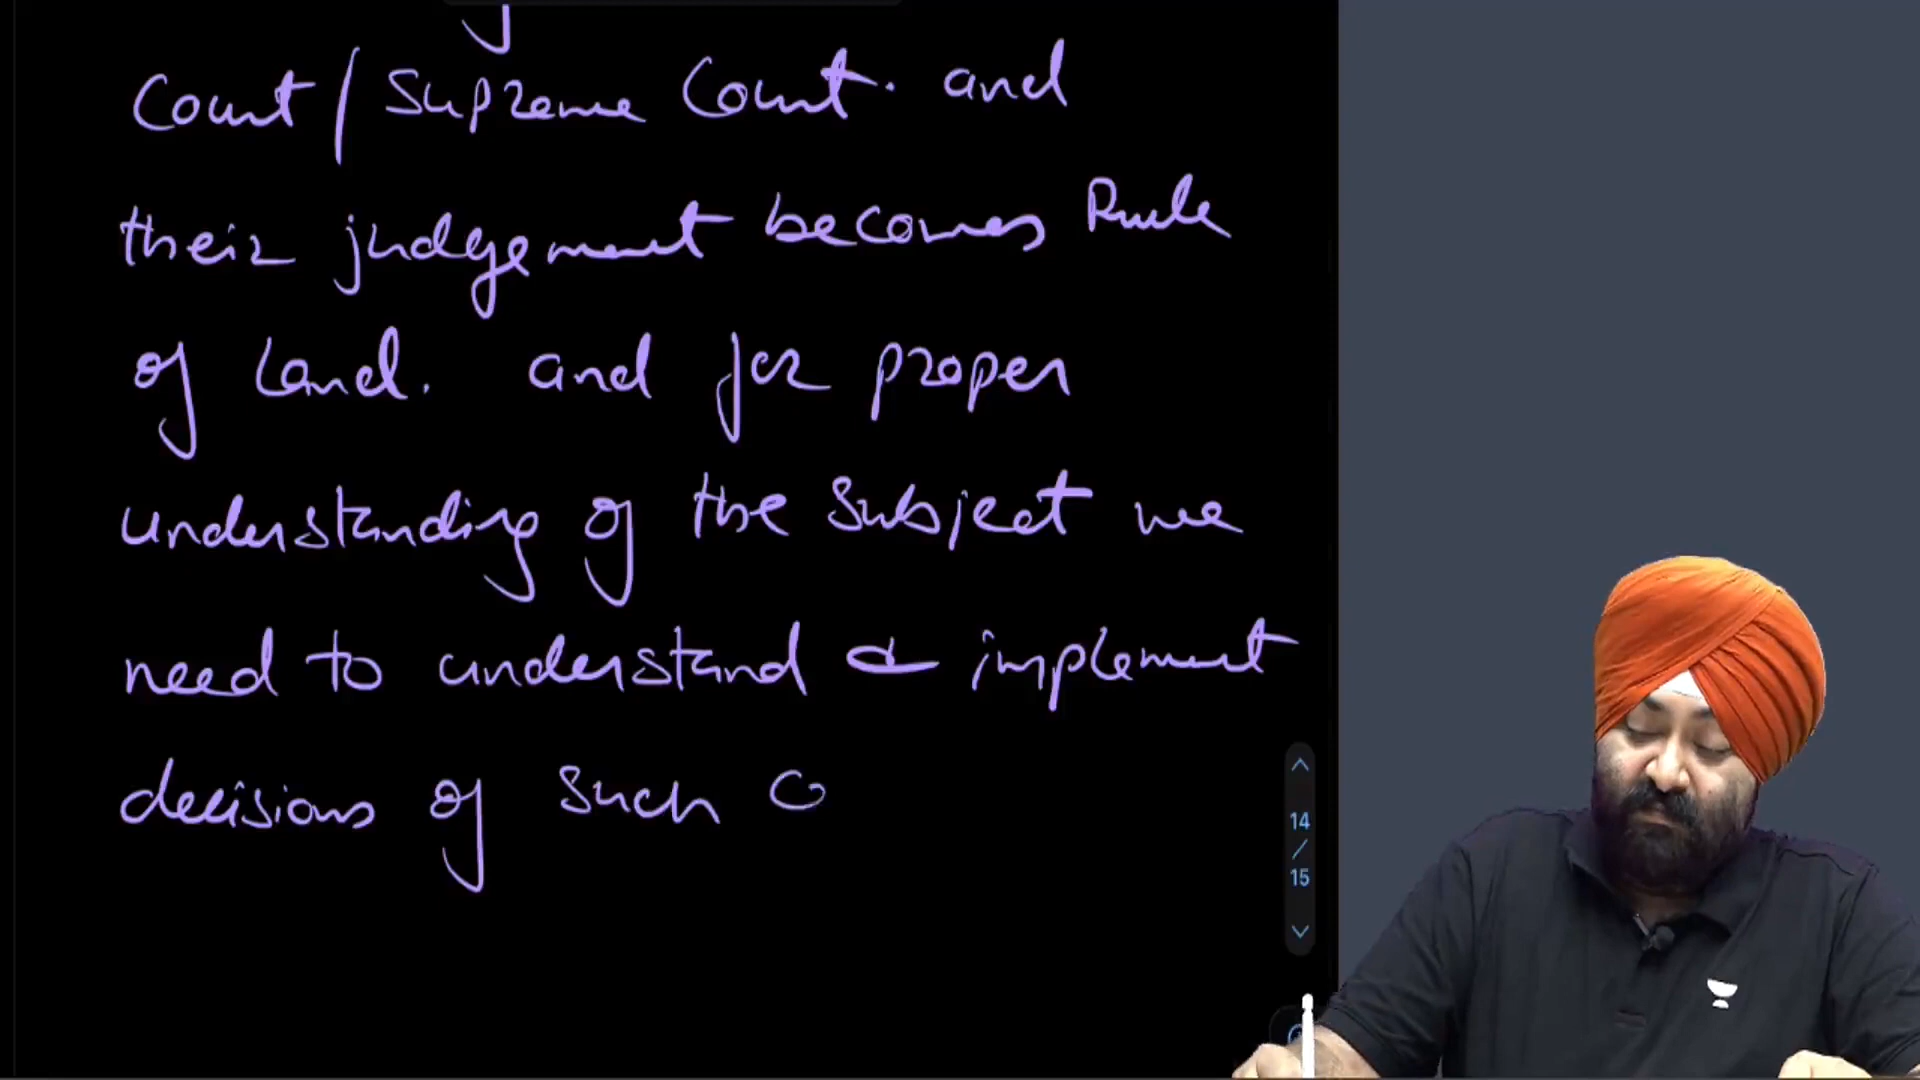 Court/Supreme Court. and
their judgement becomes Rule
of Land. and for proper
understanding of the subject we
need to understand & implement
decisions of such Co
14
/
15